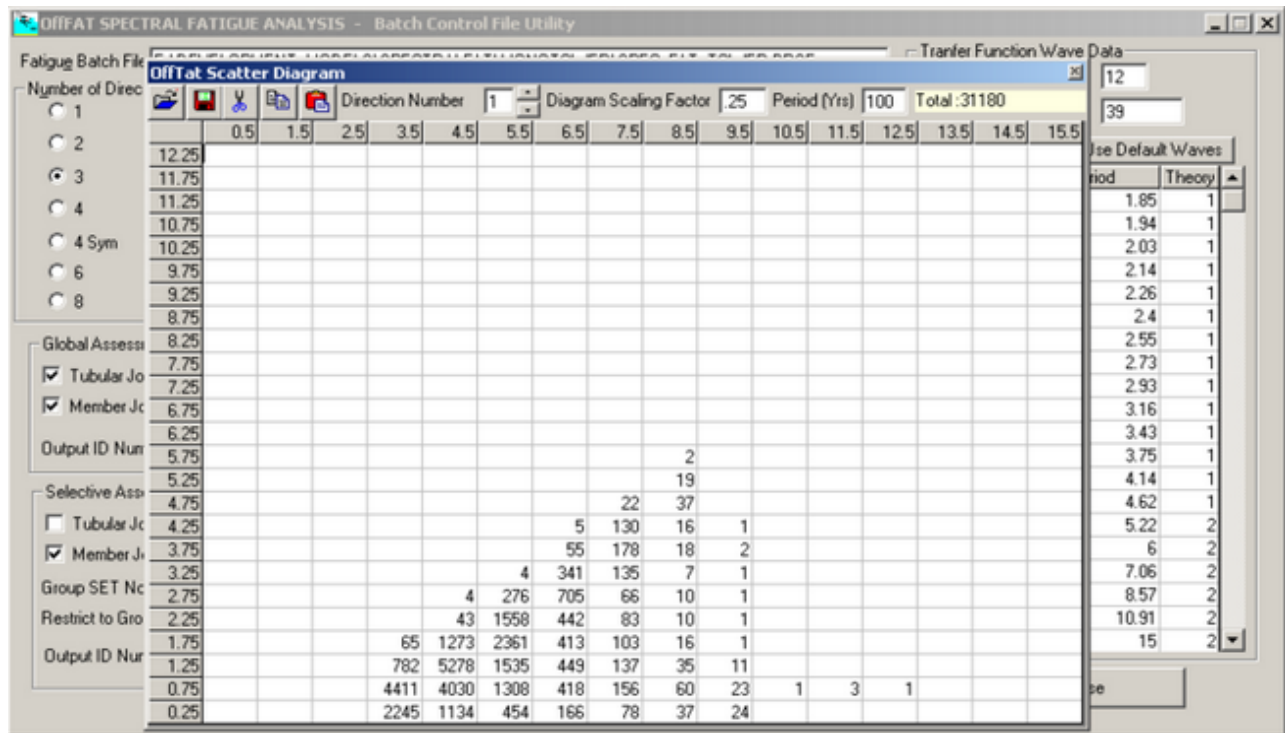 OffFAT SPECTRAL FATIGUE ANALYSIS - Batch Control File Utility
Fatigue Batch File
Tranfer Function Wave Data
Number of Direc
1
2
3
4
4 Sym
6
8
Global Assess
Tubular Jo
Member Jo
Output ID Num
Selective Ass
Tubular Jo
Member J
Group SET No
Restrict to Gro
Output ID Nur
OffTat Scatter Diagram
Direction Number 1 Diagram Scaling Factor .25 Period (Yrs) 100 Total :31180
0.5 1.5 2.5 3.5 4.5 5.5 6.5 7.5 8.5 9.5 10.5 11.5 12.5 13.5 14.5 15.5
12.25
11.75
11.25
10.75
10.25
9.75
9.25
8.75
8.25
7.75
7.25
6.75
6.25
5.75 2
5.25 19
4.75 22 37
4.25 5 130 16 1
3.75 55 178 18 2
3.25 4 341 135 7 1
2.75 4 276 705 66 10 1
2.25 43 1558 442 83 10 1
1.75 65 1273 2361 413 103 16 1
1.25 782 5278 1535 449 137 35 11
0.75 4411 4030 1308 418 156 60 23 1 3 1
0.25 2245 1134 454 166 78 37 24
12
39
Use Default Waves
riod Theory
1.85 1
1.94 1
2.03 1
2.14 1
2.26 1
2.4 1
2.55 1
2.73 1
2.93 1
3.16 1
3.43 1
3.75 1
4.14 1
4.62 1
5.22 2
6 2
7.06 2
8.57 2
10.91 2
15 2
se